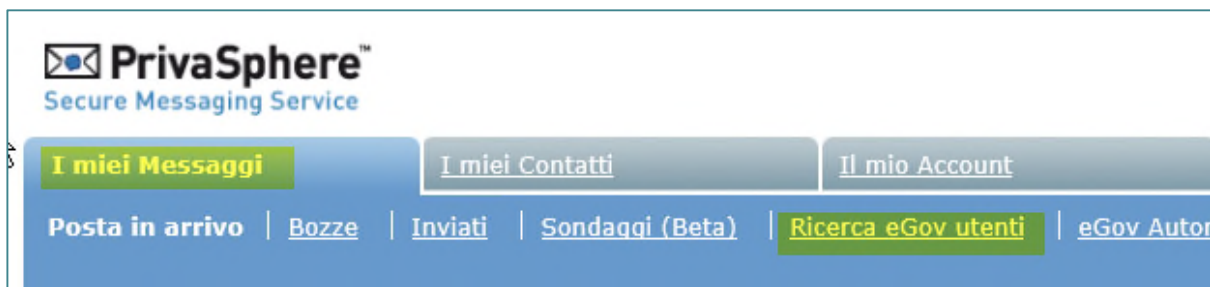 PrivaSphere™
Secure Messaging Service
I miei Messaggi I miei Contatti Il mio Account
Posta in arrivo | Bozze | Inviati | Sondaggi (Beta) | Ricerca eGov utenti | eGov